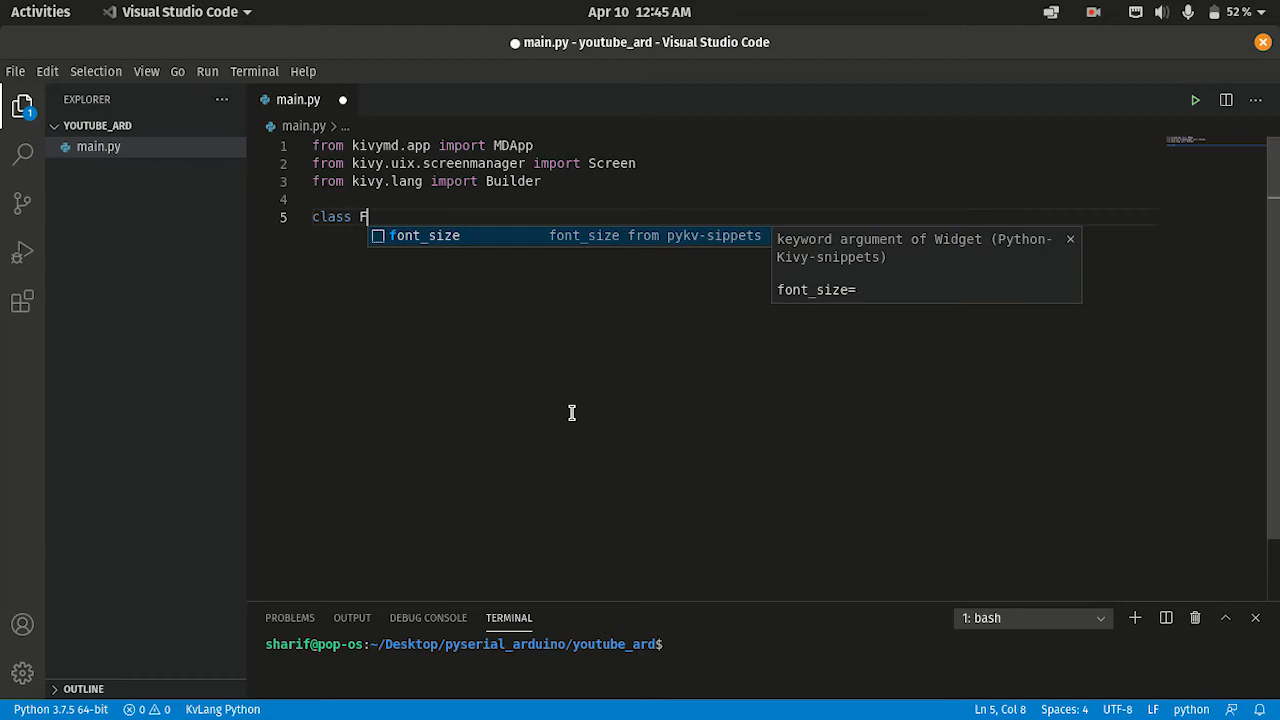 Activities
Visual Studio Code
Apr 10 12:45 AM
52 %
main.py - youtube_ard - Visual Studio Code
File Edit Selection View Go Run Terminal Help
EXPLORER
main.py
1
YOUTUBE_ARD
main.py
main.py > ...
1 from kivymd.app import MDApp
2 from kivy.uix.screenmanager import Screen
3 from kivy.lang import Builder
4
5 class F
font_size font_size from pykv-sippets
keyword argument of Widget (Python-
Kivy-snippets)
font_size=
PROBLEMS OUTPUT DEBUG CONSOLE TERMINAL
1: bash
sharif@pop-os:~/Desktop/pyserial_arduino/youtube_ard$
OUTLINE
Python 3.7.5 64-bit 0 0 KvLang Python
Ln 5, Col 8 Spaces: 4 UTF-8 LF python